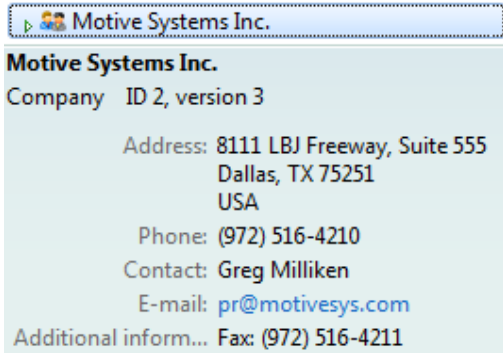 Motive Systems Inc.
Motive Systems Inc.
Company ID 2, version 3
Address: 8111 LBJ Freeway, Suite 555
Dallas, TX 75251
USA
Phone: (972) 516-4210
Contact: Greg Milliken
E-mail: pr@motivesys.com
Additional inform... Fax: (972) 516-4211